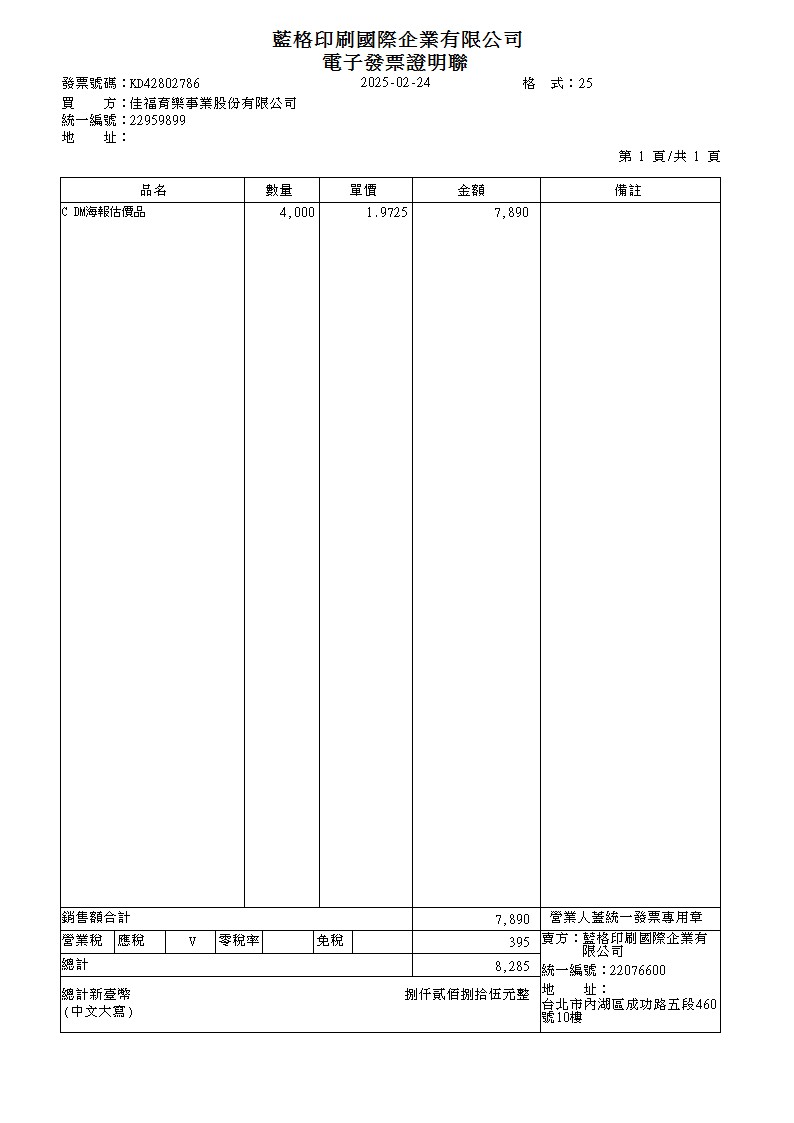 藍格印刷國際企業有限公司
電子發票證明聯
發票號碼：KD42802786 2025-02-24 格 式：25
買 方：佳福育樂事業股份有限公司
統一編號：22959899
地 址：
第 1 頁/共 1 頁
品名 數量 單價 金額 備註
C DM海報估價品 4,000 1.9725 7,890
銷售額合計 7,890 營業人蓋統一發票專用章
營業稅 應稅 V 零稅率 免稅 395
賣方：藍格印刷國際企業有
限公司
總計 8,285
統一編號：22076600
地 址：
總計新臺幣 捌仟貳佰捌拾伍元整
(中文大寫)
台北市內湖區成功路五段460
號10樓